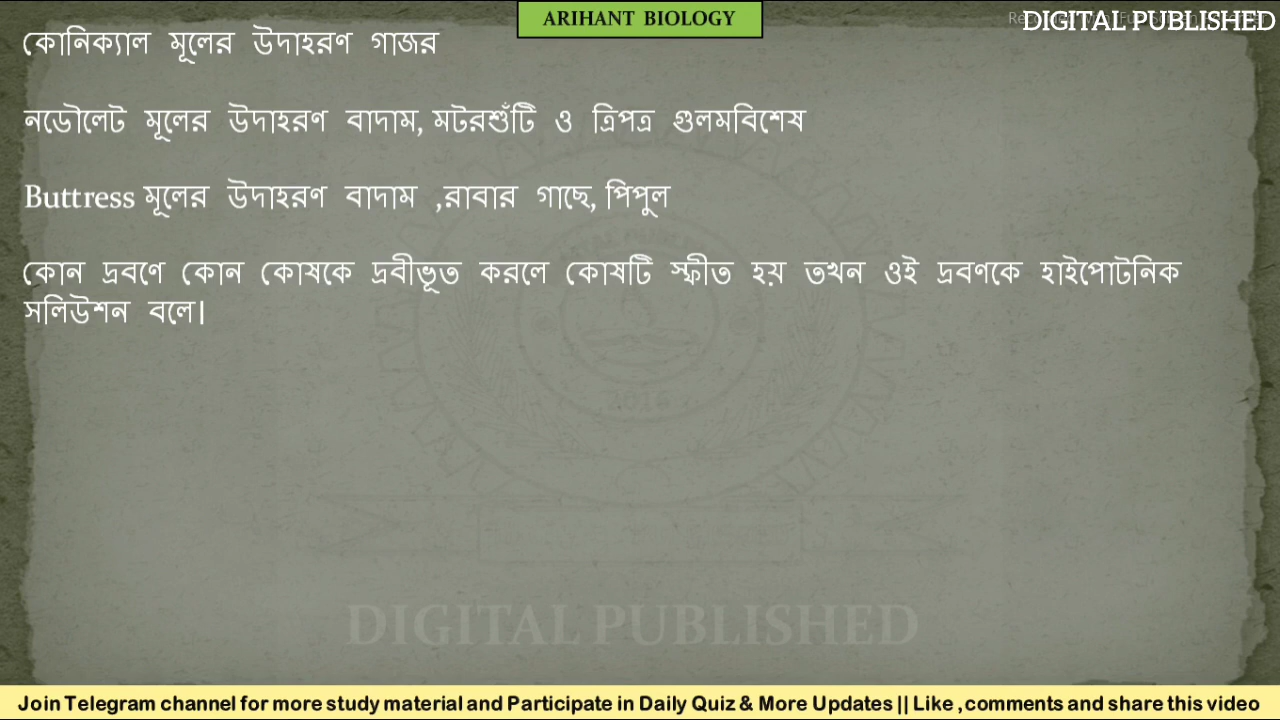 ARIHANT BIOLOGY
DIGITAL PUBLISHED
কোনিক্যাল মূলের উদাহরণ গাজর
নডৌলেট মূলের উদাহরণ বাদাম, মটরশুঁটি ও ত্রিপত্র গুলমবিশেষ
Buttress মূলের উদাহরণ বাদাম ,রাবার গাছে, পিপুল
কোন দ্রবণে কোন কোষকে দ্রবীভূত করলে কোষটি স্ফীত হয় তখন ওই দ্রবণকে হাইপোটনিক
সলিউশন বলে।
2016
DIGITAL PUBLISHED
Join Telegram channel for more study material and Participate in Daily Quiz & More Updates || Like ,comments and share this video